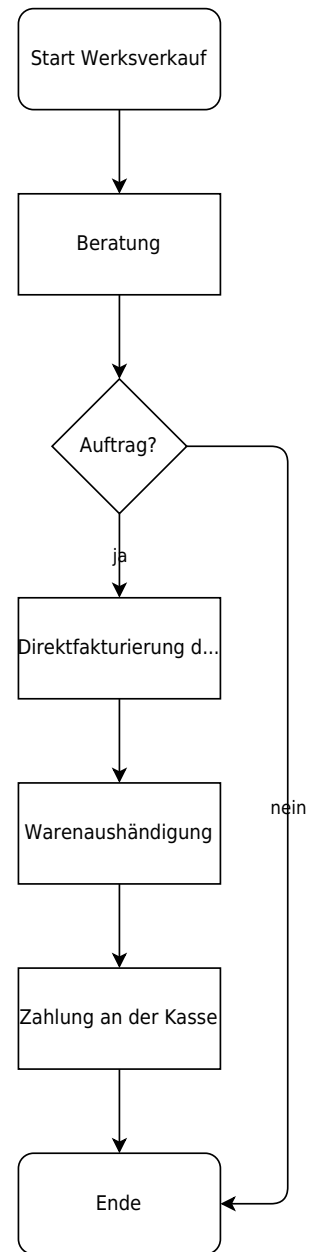 Start Werksverkauf
Beratung
Auftrag?
ja
Direktfakturierung d...
nein
Warenaushändigung
Zahlung an der Kasse
Ende